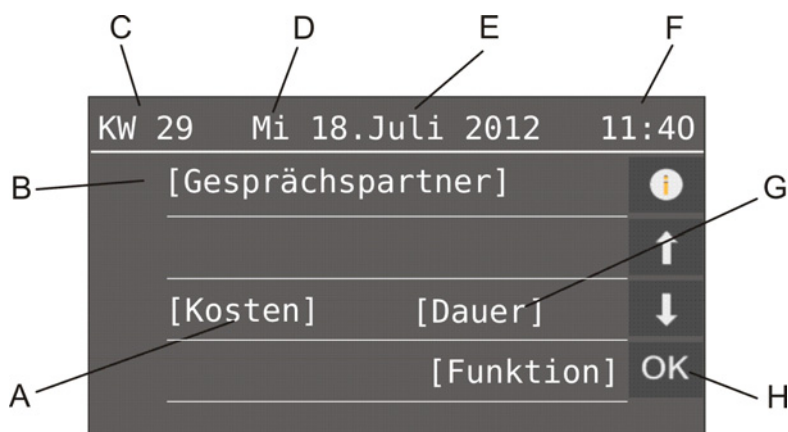 C D E F
KW 29 Mi 18.Juli 2012 11:40
B [Gesprächspartner] i G
[Kosten] [Dauer]
[Funktion] OK
A H